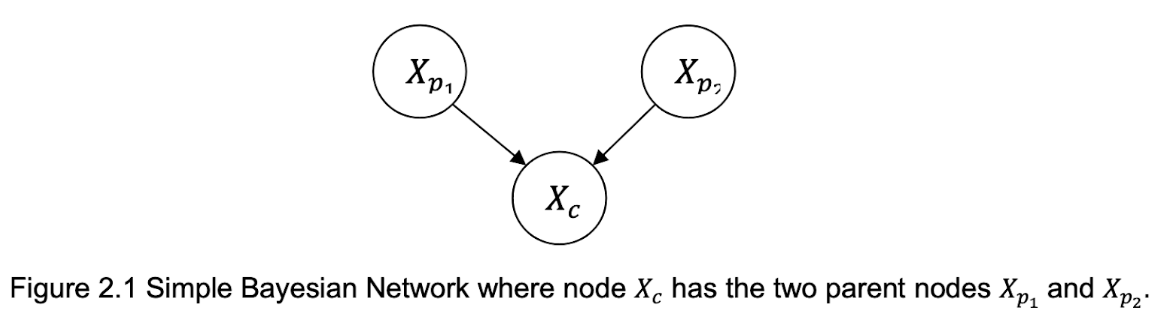 X_{p_1} X_{p_2}
X_c
Figure 2.1 Simple Bayesian Network where node X_c has the two parent nodes X_{p_1} and X_{p_2}.